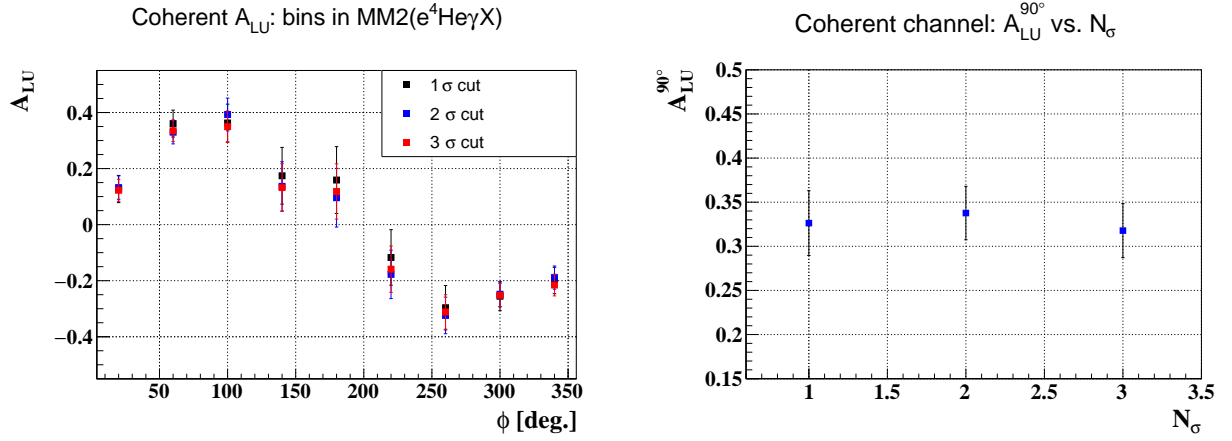 Coherent A_LU: bins in MM2(e⁴HeγX)
A_LU
1 σ cut
2 σ cut
3 σ cut
0.4
0.2
0
−0.2
−0.4
50 100 150 200 250 300 350
ϕ [deg.]
Coherent channel: A_LU^90° vs. N_σ
A_LU^90°
0.5
0.45
0.4
0.35
0.3
0.25
0.2
0.15
1 1.5 2 2.5 3 3.5
N_σ